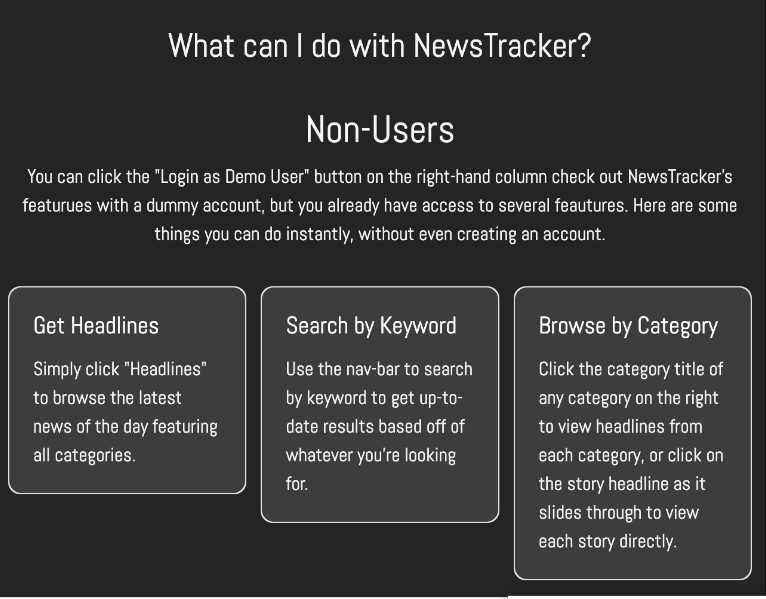 What can I do with NewsTracker?
Non-Users
You can click the "Login as Demo User" button on the right-hand column check out NewsTracker's
featurues with a dummy account, but you already have access to several feautures. Here are some
things you can do instantly, without even creating an account.
Get Headlines
Simply click "Headlines"
to browse the latest
news of the day featuring
all categories.
Search by Keyword
Use the nav-bar to search
by keyword to get up-to-
date results based off of
whatever you're looking
for.
Browse by Category
Click the category title of
any category on the right
to view headlines from
each category, or click on
the story headline as it
slides through to view
each story directly.